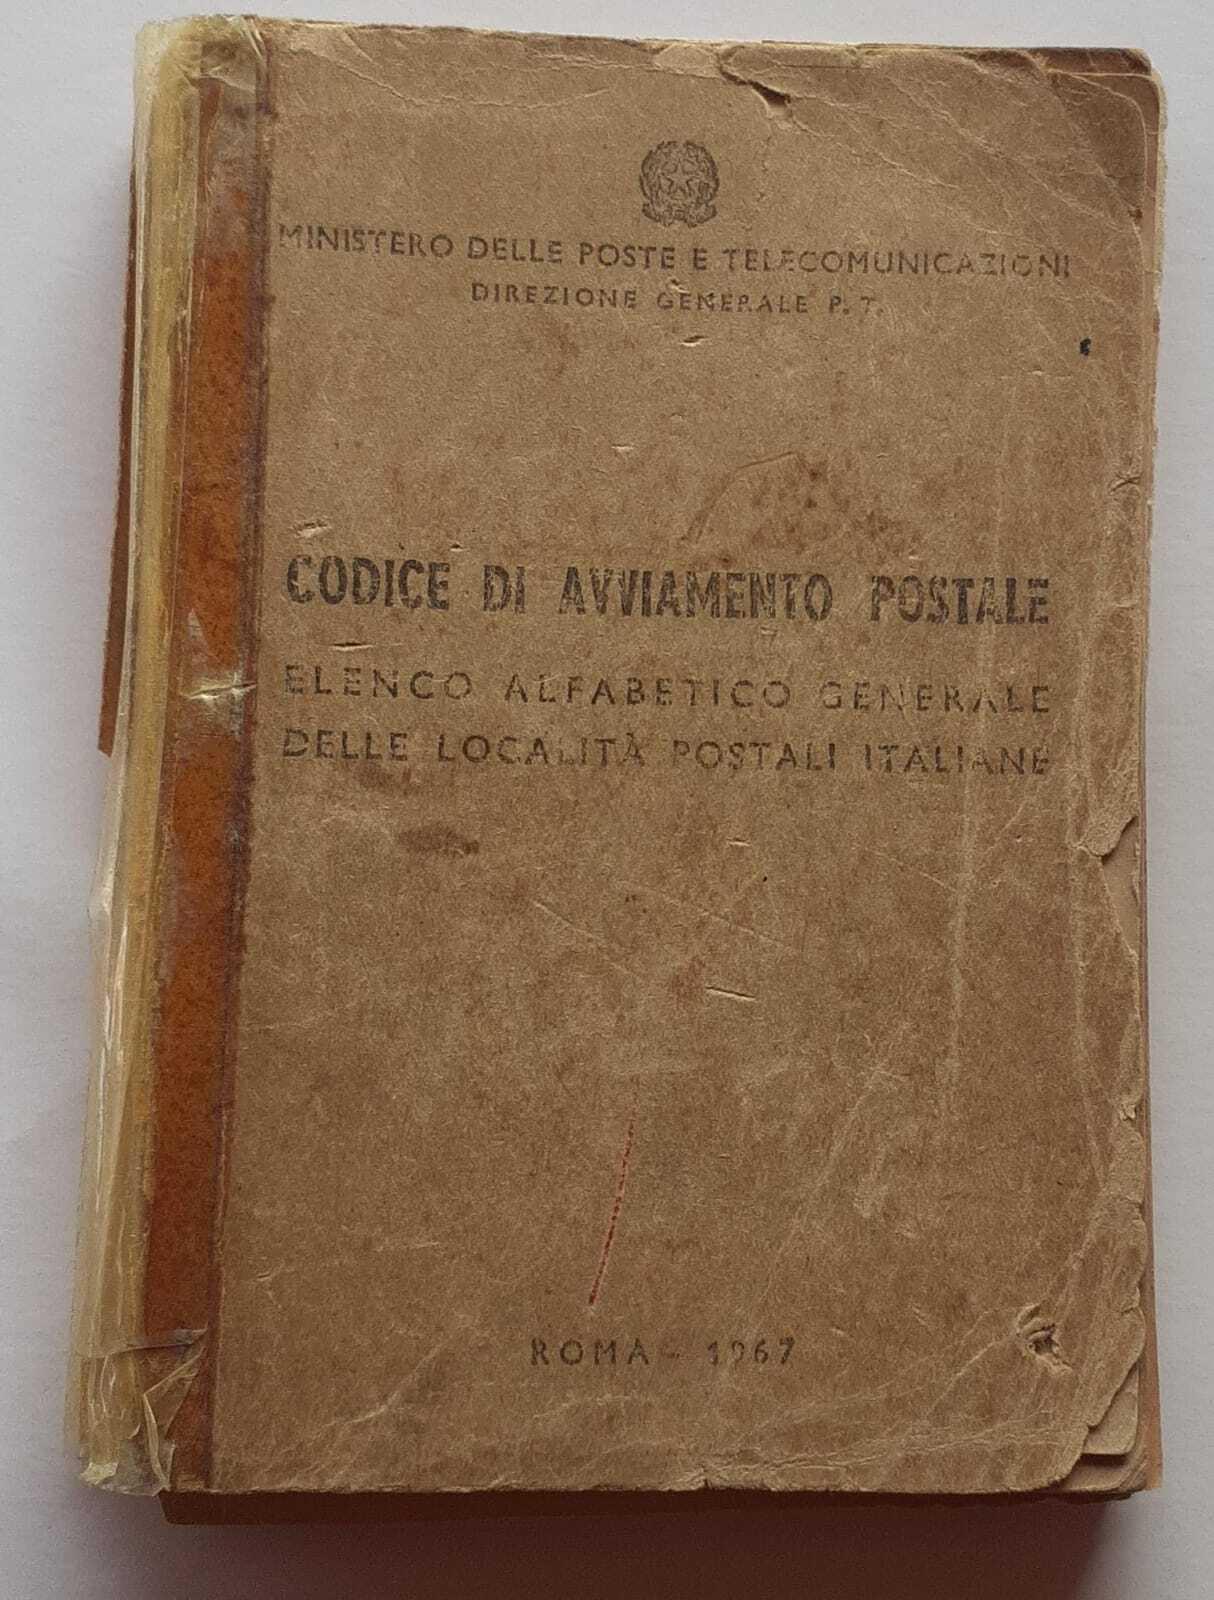 MINISTERO DELLE POSTE E TELECOMUNICAZIONI
DIREZIONE GENERALE P. T.
CODICE DI AVVIAMENTO POSTALE
ELENCO ALFABETICO GENERALE
DELLE LOCALITÀ POSTALI ITALIANE
ROMA - 1967